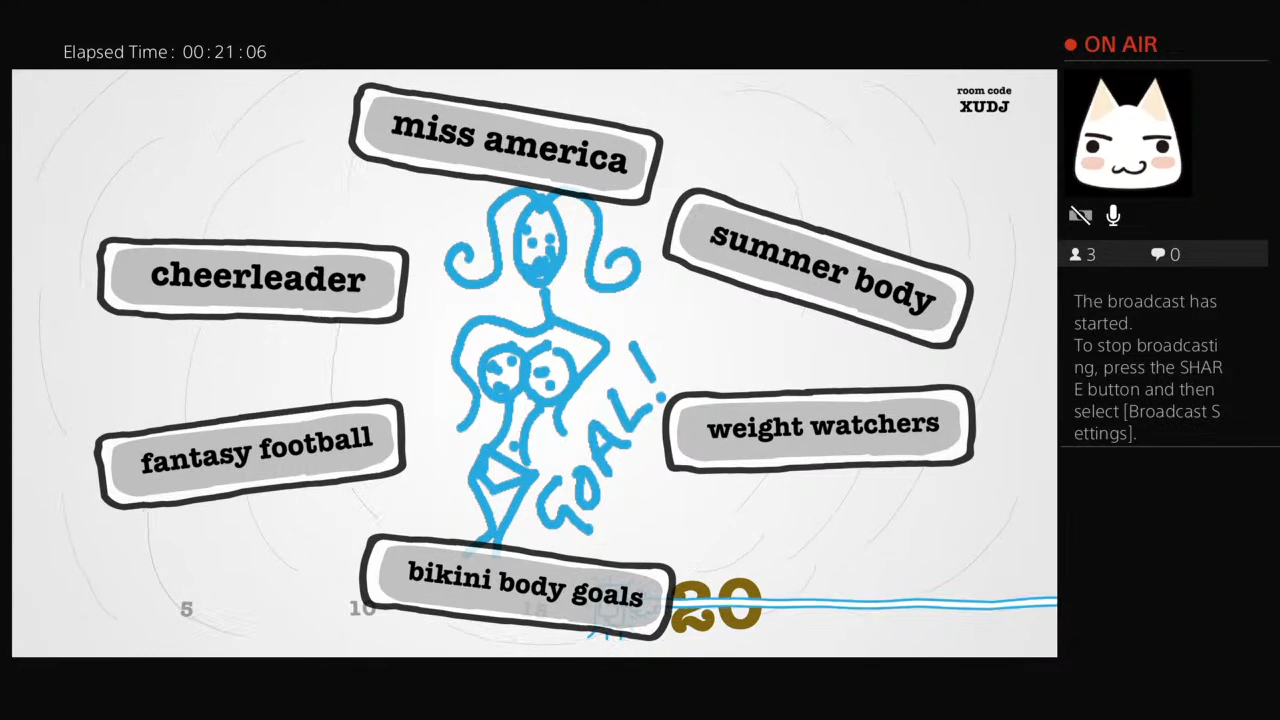 Elapsed Time: 00:21:06
ON AIR
room code
XUDJ
miss america
summer body
cheerleader
3 0
The broadcast has
started.
To stop broadcasti
ng, press the SHAR
E button and then
select [Broadcast S
ettings].
GOAL!
weight watchers
fantasy football
bikini body goals
5 10 15 20